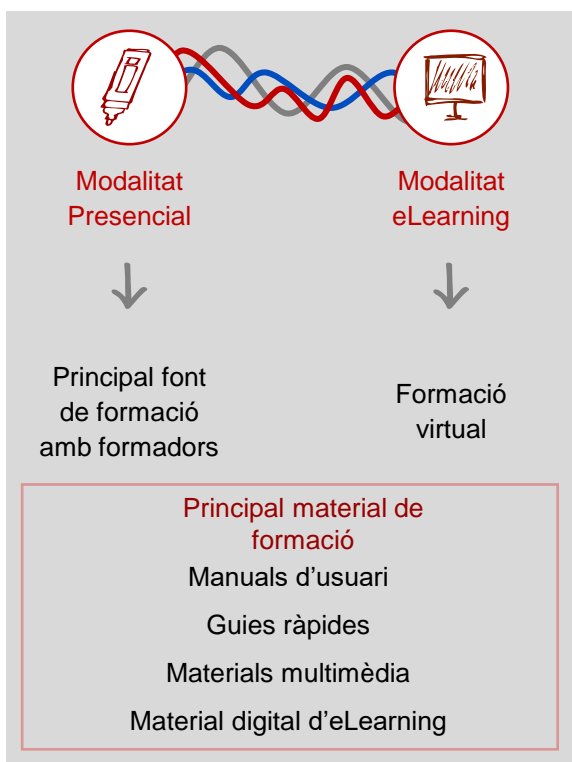 Modalitat
Presencial
Modalitat
eLearning
Principal font
de formació
amb formadors
Formació
virtual
Principal material de
formació
Manuals d’usuari
Guies ràpides
Materials multimèdia
Material digital d’eLearning